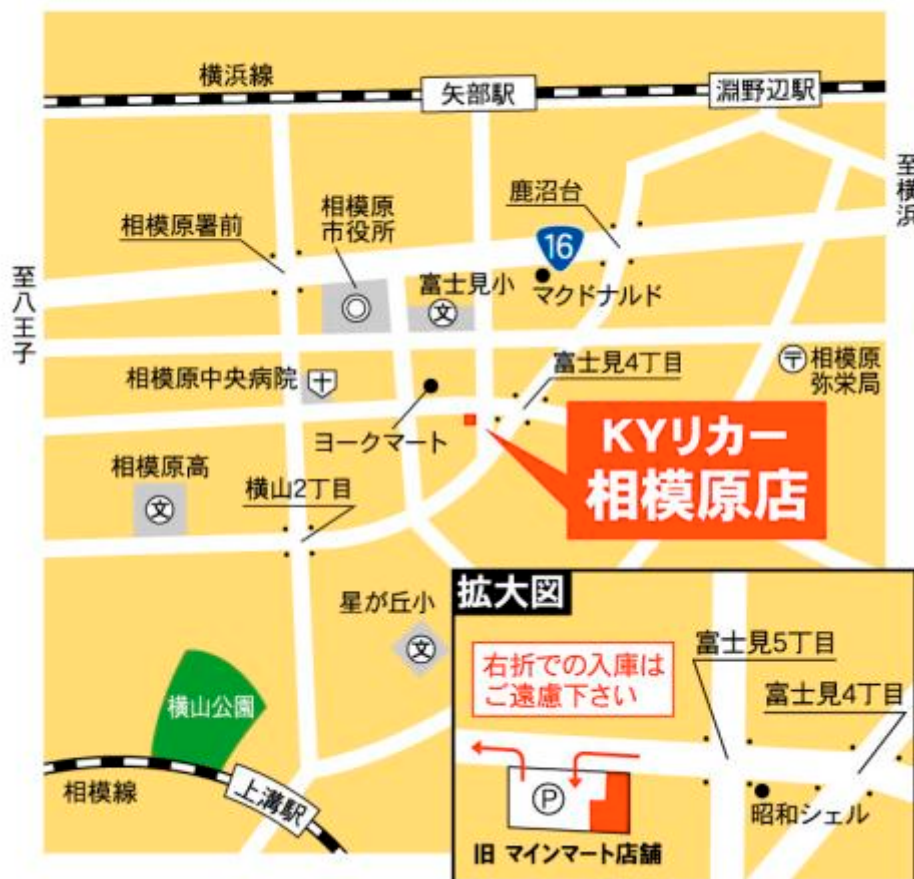 横浜線
矢部駅
淵野辺駅
至横浜
鹿沼台
相模原
市役所
相模原署前
16
至八王子
富士見小
文
マクドナルド
相模原中央病院
富士見4丁目
〒
相模原
弥栄局
ヨークマート
KYリカー
相模原店
相模原高
文
横山2丁目
星が丘小
文
横山公園
相模線
上溝駅
拡大図
右折での入庫は
ご遠慮下さい
富士見5丁目
富士見4丁目
P
昭和シェル
旧 マインマート店舗